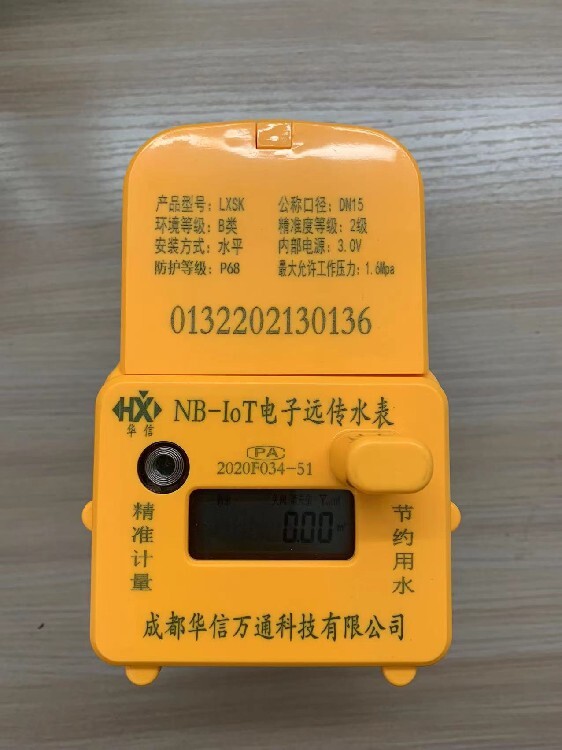 产品型号：LXSK 公称口径：DN15
环境等级：B类 精准度等级：2级
安装方式：水平 内部电源：3.0V
防护等级：P68 最大允许工作压力：1.6Mpa
0132202130136
HX
华信
NB-IoT电子远传水表
PA
2020F034-51
精准计量
0.00
节约用水
成都华信万通科技有限公司